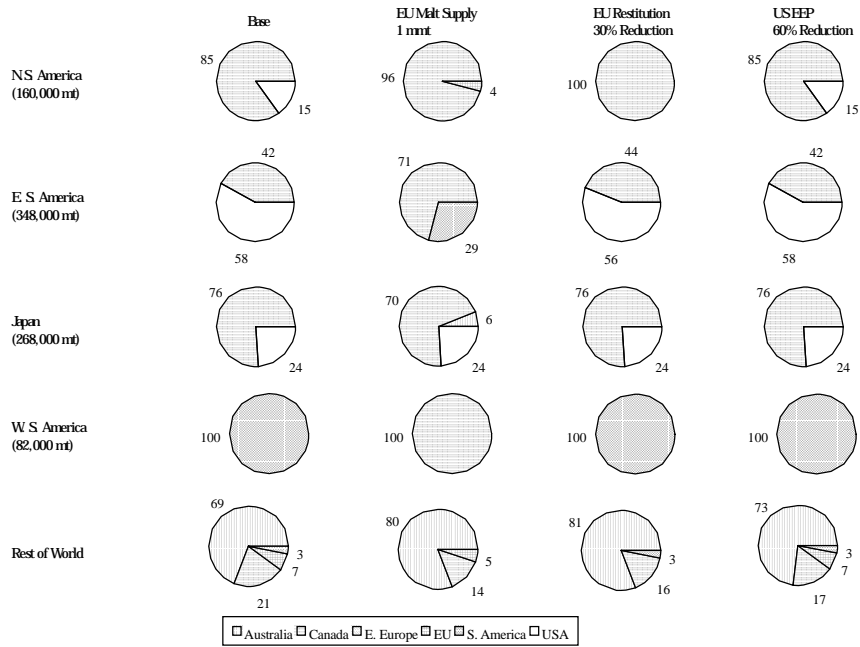 Base
EU Malt Supply
1 mmt
EU Restitution
30% Reduction
US EEP
60% Reduction
N.S. America
(160,000 mt)
85
15
96
4
100
85
15
E. S. America
(348,000 mt)
42
58
71
29
44
56
42
58
Japan
(268,000 mt)
76
24
70
6
24
76
24
76
24
W. S. America
(82,000 mt)
100
100
100
100
Rest of World
69
3
7
21
80
5
14
81
3
16
73
3
7
17
Australia Canada E. Europe EU S. America USA